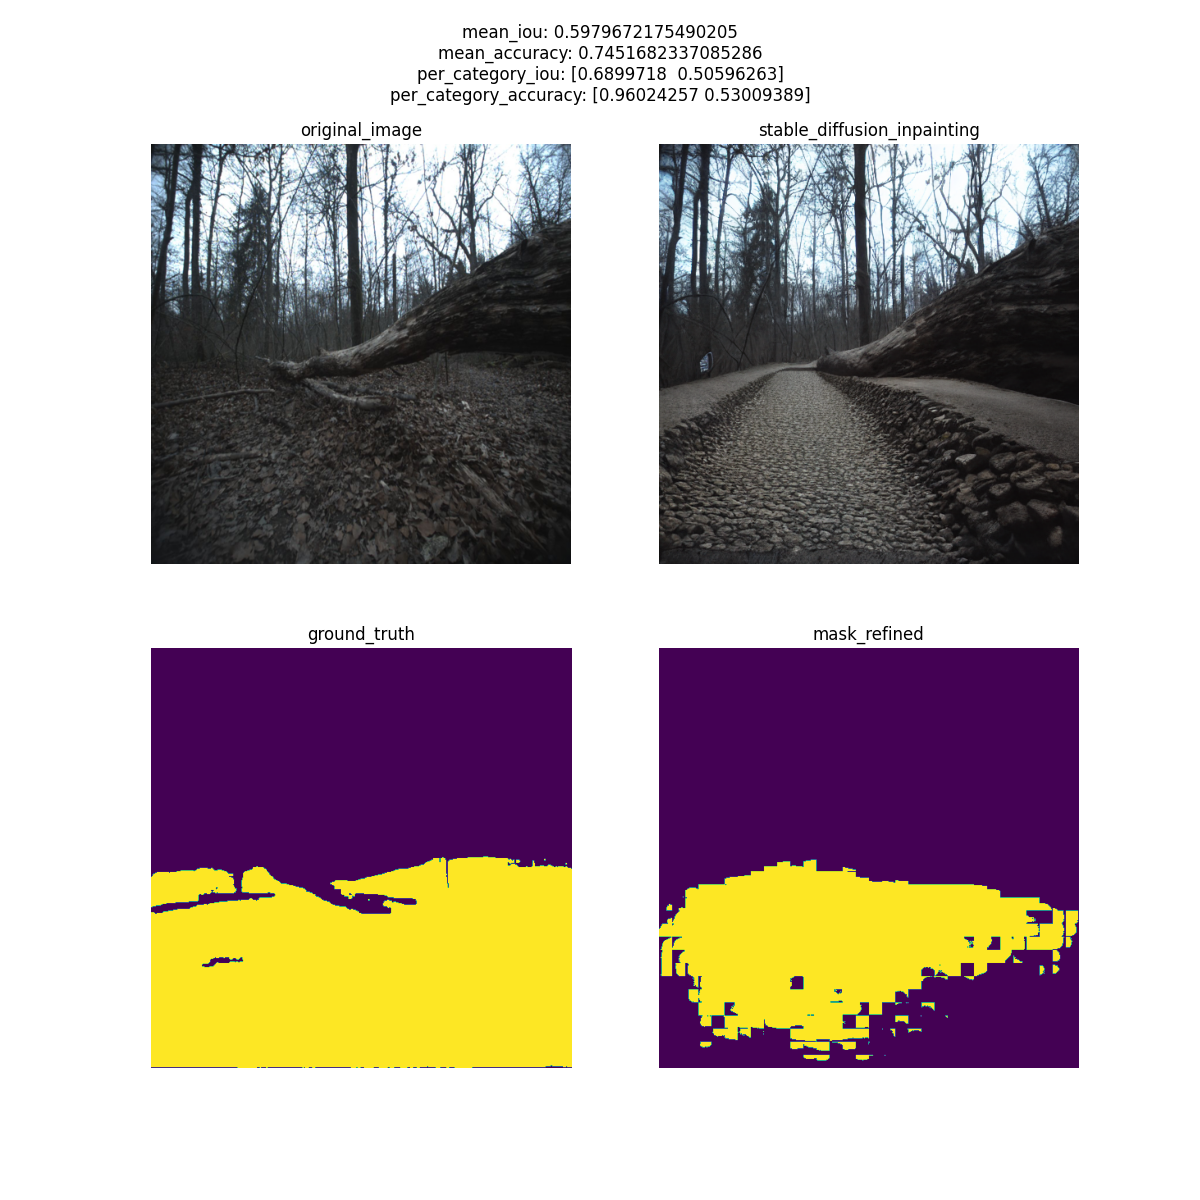 mean_iou: 0.5979672175490205
mean_accuracy: 0.7451682337085286
per_category_iou: [0.6899718  0.50596263]
per_category_accuracy: [0.96024257 0.53009389]
original_image
stable_diffusion_inpainting
ground_truth
mask_refined